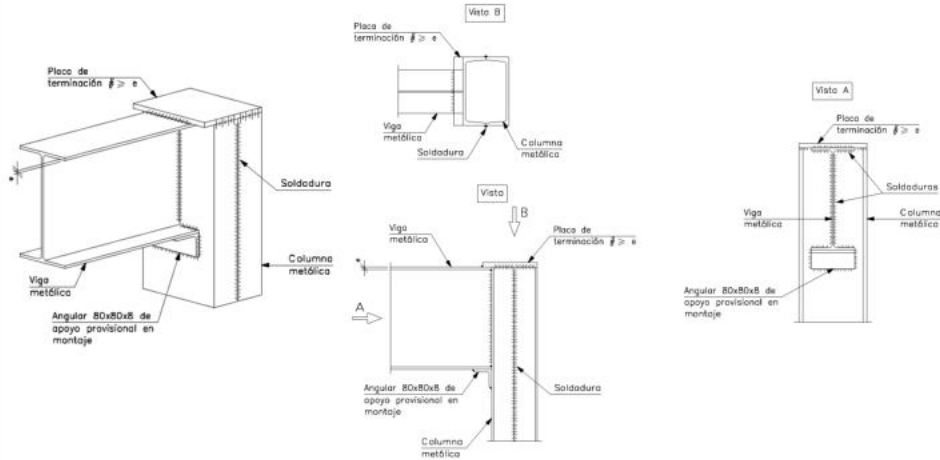 Placa de
terminación ∯ ≥ e
Soldadura
Columna
metálica
Viga
metálica
Angular 80x80x8 de
apoyo provisional en
montaje
Vista B
Placa de
terminación ∯ ≥ e
Viga
metálica
Soldadura
Columna
metálica
Vista
B
Viga
metálica
Placa de
terminación ∯ ≥ e
e
A
Angular 80x80x8 de
apoyo provisional en
montaje
Soldadura
Columna
metálica
Vista A
Placa de
terminación ∯ ≥ e
Soldaduras
Viga
metálica
Columna
metálica
Angular 80x80x8 de
apoyo provisional en
montaje